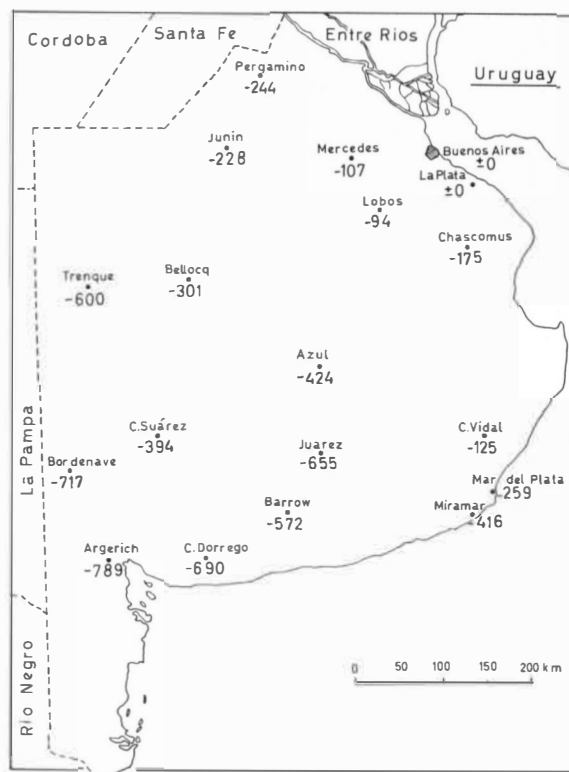 Cordoba
Santa Fe
Entre Rios
Uruguay
Pergamino
-244
Junin
-228
Mercedes
-107
Buenos Aires
±0
La Plata
±0
Lobos
-94
Chascomus
-175
Trenque
-600
Bellocq
-301
Azul
-424
La Pampa
C.Suárez
-394
C.Vidal
-125
Bordenave
-717
Juarez
-655
Mar del Plata
-259
Barrow
-572
Miramar
-416
Argerich
-789
C.Dorrego
-690
Río Negro
0 50 100 150 200 km